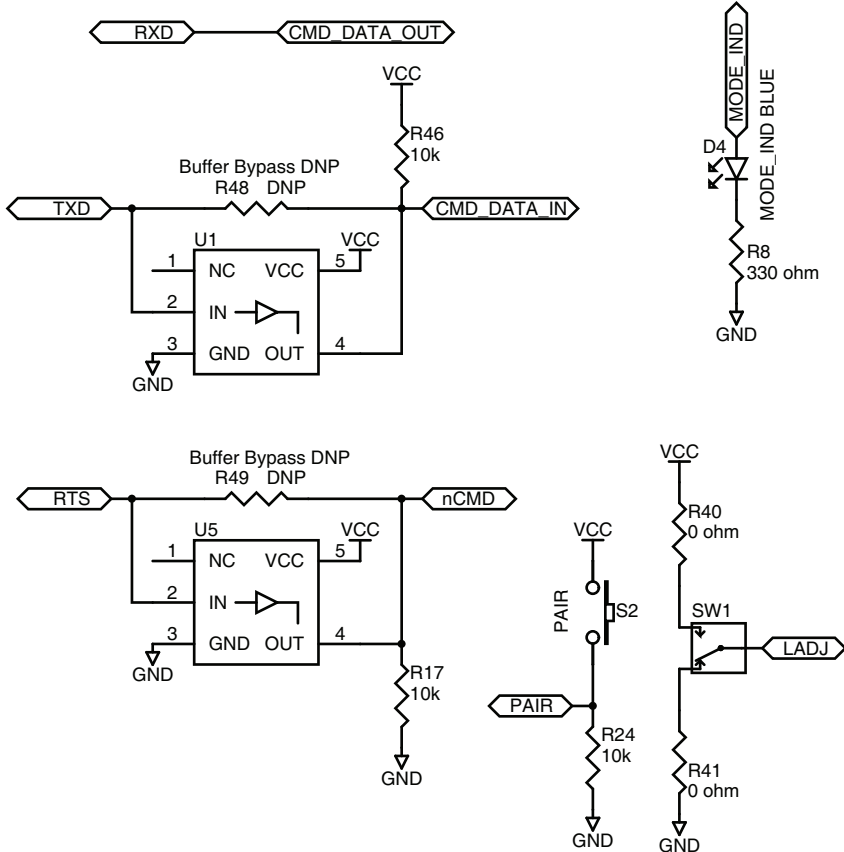 RXD
CMD_DATA_OUT
VCC
R46
10k
Buffer Bypass DNP
R48 DNP
TXD
CMD_DATA_IN
U1
VCC
1 NC VCC 5
2 IN
3 GND OUT 4
GND
MODE_IND
D4
MODE_IND BLUE
R8
330 ohm
GND
Buffer Bypass DNP
R49 DNP
RTS
nCMD
U5
VCC
1 NC VCC 5
2 IN
3 GND OUT 4
GND
R17
10k
GND
VCC
PAIR
S2
PAIR
R24
10k
GND
VCC
R40
0 ohm
SW1
LADJ
R41
0 ohm
GND